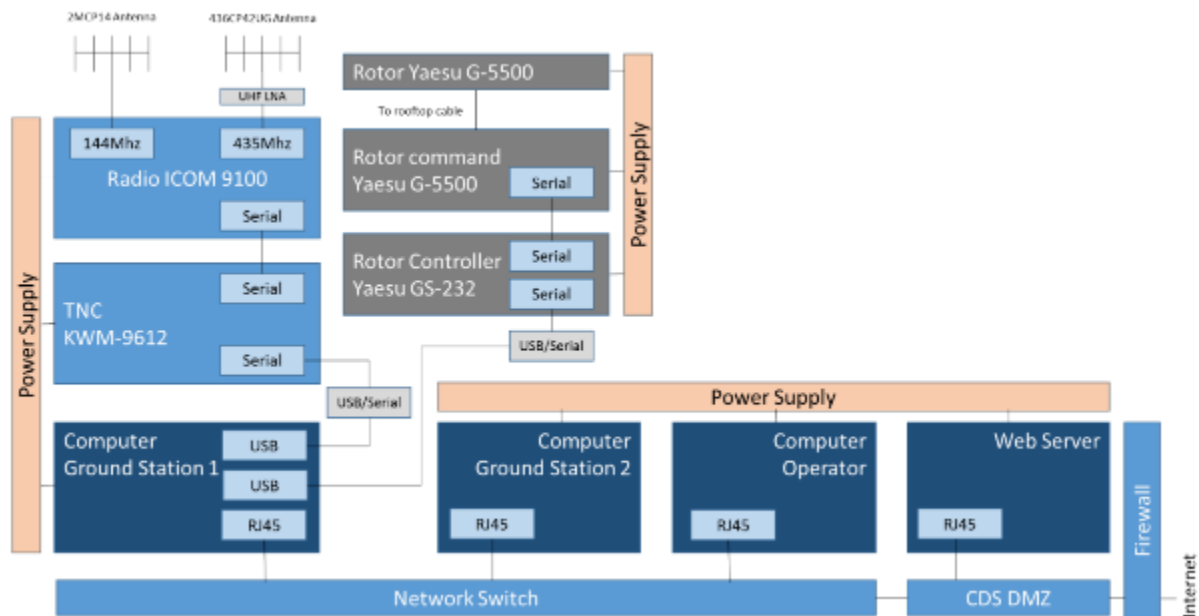 2MCP14 Antenna
436CP42UG Antenna
UHF LNA
144Mhz
435Mhz
Radio ICOM 9100
Serial
Serial
TNC
KWM-9612
Serial
USB/Serial
Power Supply
Computer
Ground Station 1
USB
USB
RJ45
Rotor Yaesu G-5500
To rooftop cable
Rotor command
Yaesu G-5500
Serial
Rotor Controller
Yaesu GS-232
Serial
Serial
USB/Serial
Power Supply
Power Supply
Computer
Ground Station 2
RJ45
Computer
Operator
RJ45
Web Server
RJ45
Firewall
Network Switch
CDS DMZ
Internet